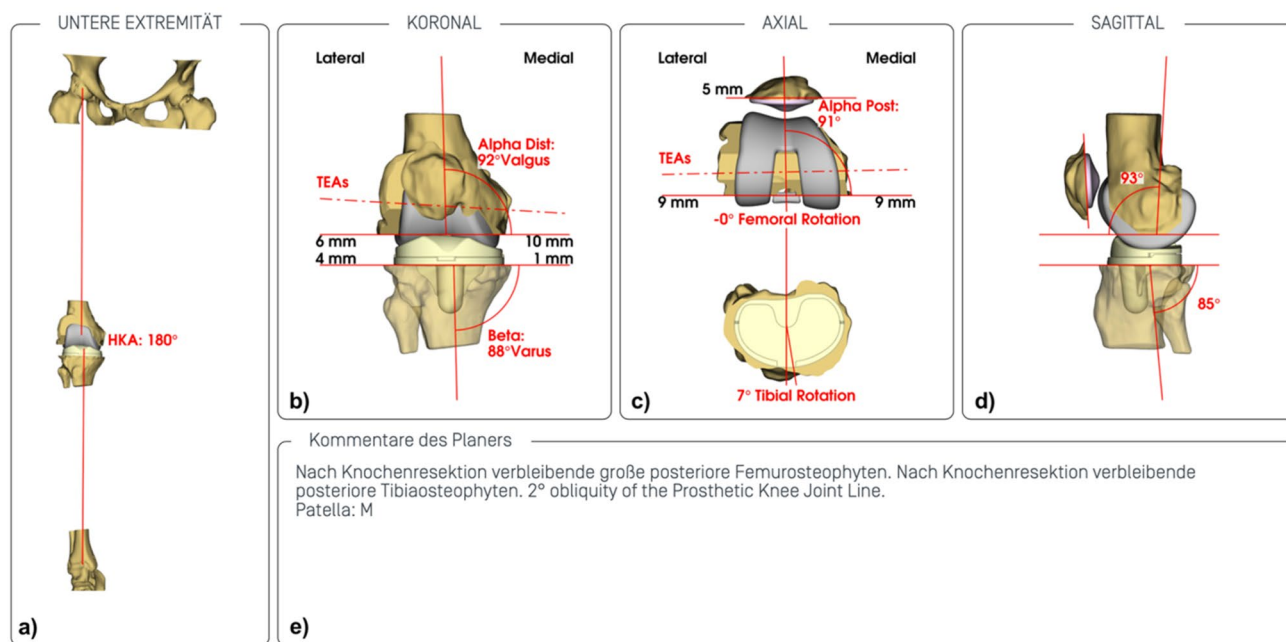 UNTERE EXTREMITÄT
HKA: 180°
a)
KORONAL
Lateral
Medial
Alpha Dist:
92°Valgus
TEAs
6 mm
10 mm
4 mm
1 mm
Beta:
88°Varus
b)
AXIAL
Lateral
Medial
5 mm
Alpha Post:
91°
TEAs
9 mm
9 mm
-0° Femoral Rotation
7° Tibial Rotation
c)
SAGITTAL
93°
85°
d)
Kommentare des Planers
Nach Knochenresektion verbleibende große posteriore Femurosteophyten. Nach Knochenresektion verbleibende
posteriore Tibiaosteophyten. 2° obliquity of the Prosthetic Knee Joint Line.
Patella: M
e)